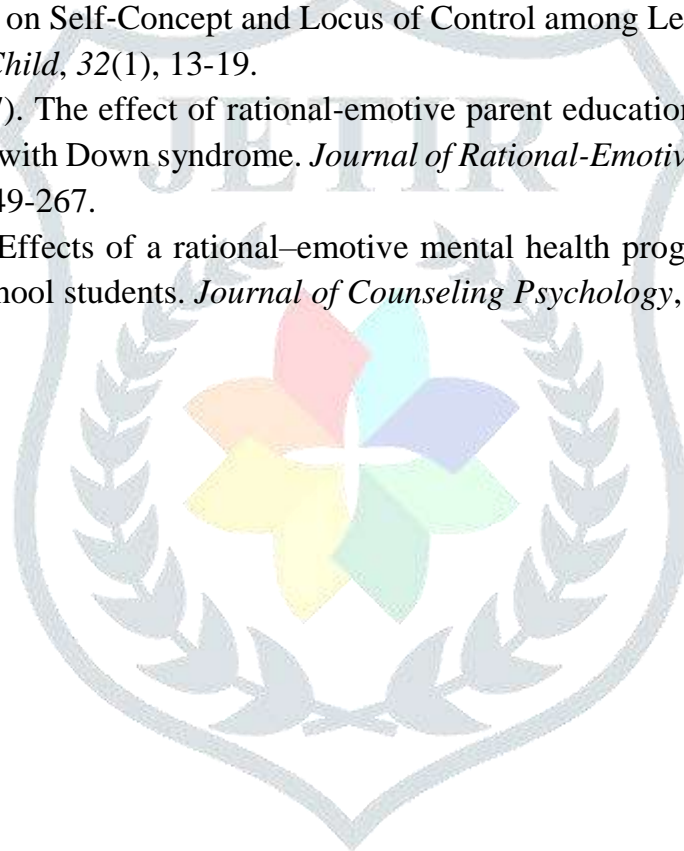 on Self-Concept and Locus of Control among Le
Child, 32(1), 13-19.
7). The effect of rational-emotive parent education
with Down syndrome. Journal of Rational-Emotiv
49-267.
Effects of a rational–emotive mental health prog
hool students. Journal of Counseling Psychology,
JETIR